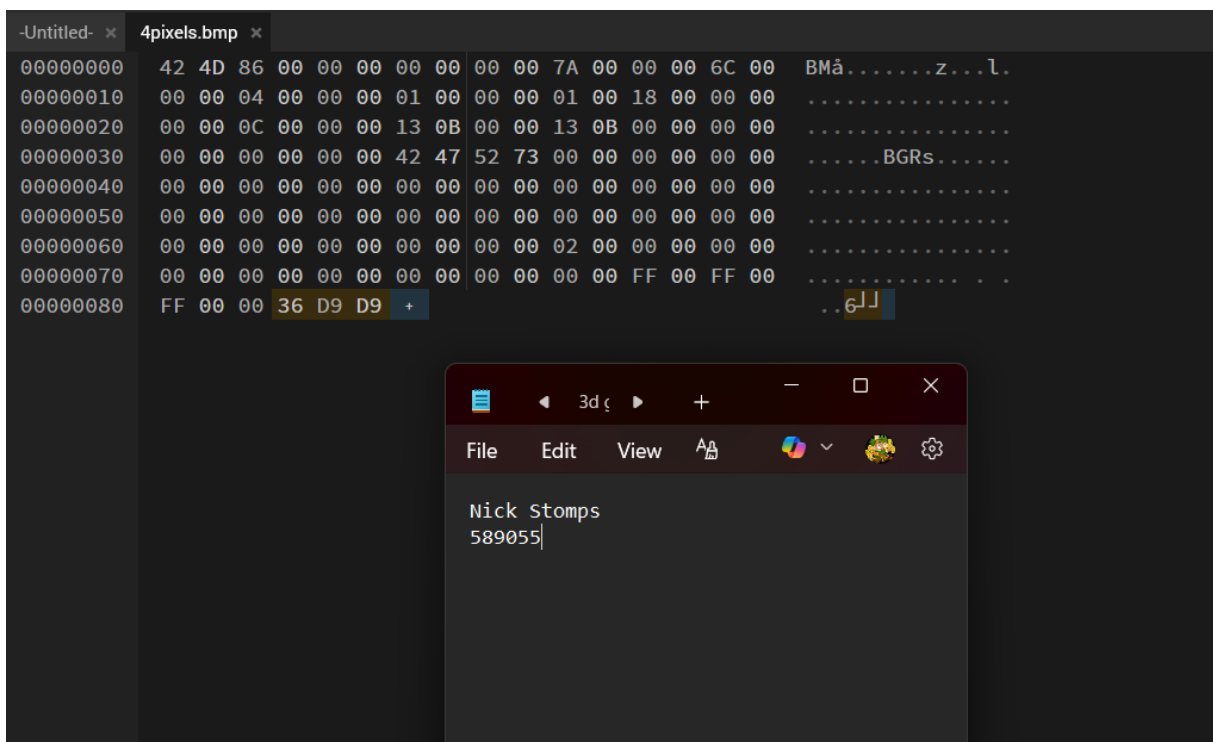 -Untitled- × 4pixels.bmp ×
00000000 42 4D 86 00 00 00 00 00 00 00 7A 00 00 00 6C 00 BMå.......z...l.
00000010 00 00 04 00 00 00 01 00 00 00 01 00 18 00 00 00 ................
00000020 00 00 0C 00 00 00 13 0B 00 00 13 0B 00 00 00 00 ................
00000030 00 00 00 00 00 00 42 47 52 73 00 00 00 00 00 00 ......BGRs......
00000040 00 00 00 00 00 00 00 00 00 00 00 00 00 00 00 00 ................
00000050 00 00 00 00 00 00 00 00 00 00 00 00 00 00 00 00 ................
00000060 00 00 00 00 00 00 00 00 00 00 02 00 00 00 00 00 ................
00000070 00 00 00 00 00 00 00 00 00 00 00 00 FF 00 FF 00 ............ . .
00000080 FF 00 00 36 D9 D9 + ..6┘┘
3d g +
File Edit View
Nick Stomps
589055